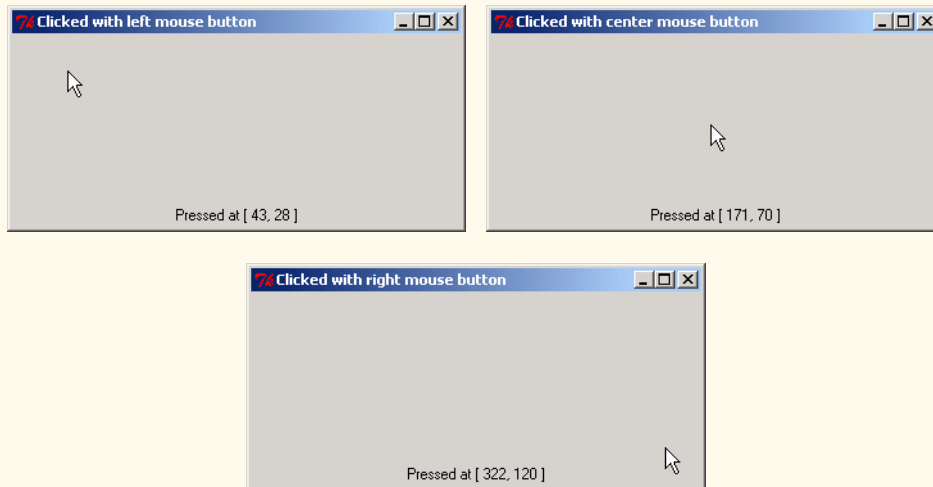 Clicked with left mouse button
Pressed at [ 43, 28 ]
Clicked with center mouse button
Pressed at [ 171, 70 ]
Clicked with right mouse button
Pressed at [ 322, 120 ]